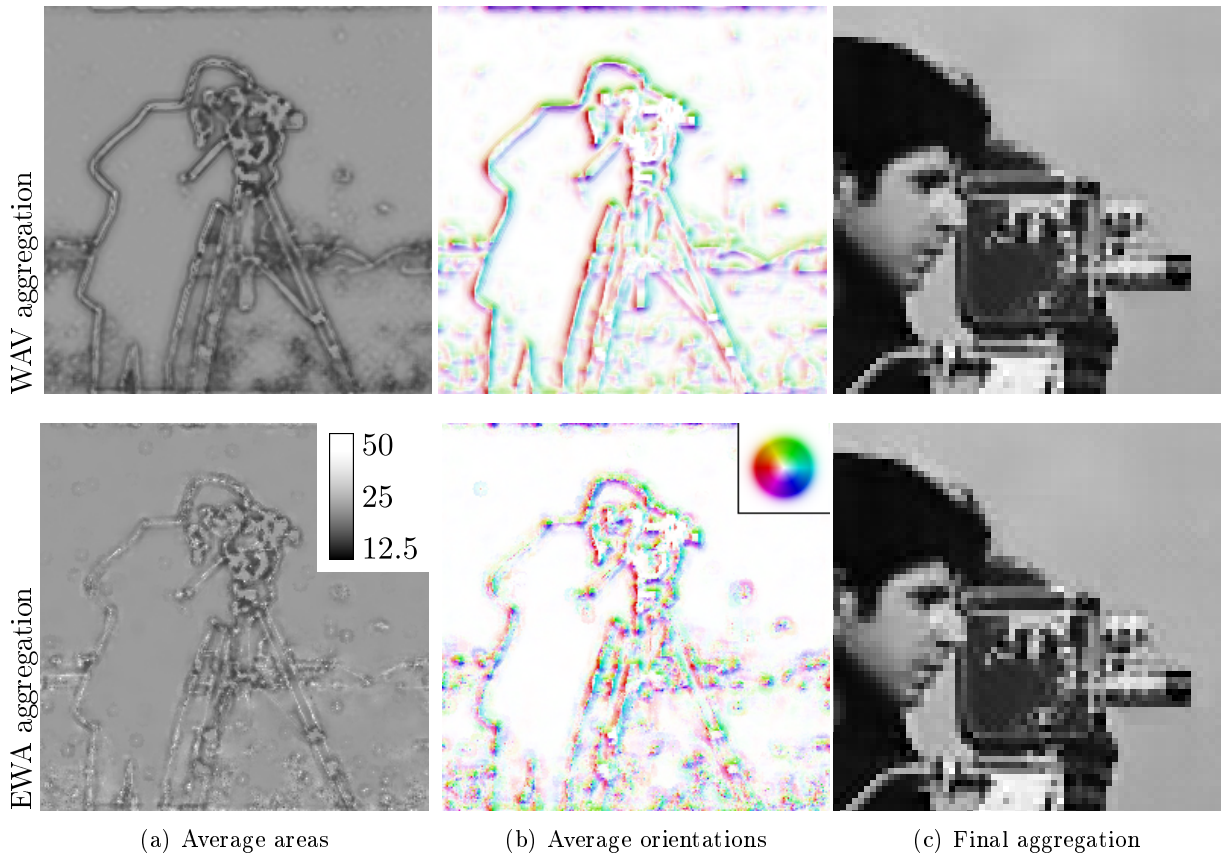 WAV aggregation
50
25
12.5
EWA aggregation
(a) Average areas
(b) Average orientations
(c) Final aggregation